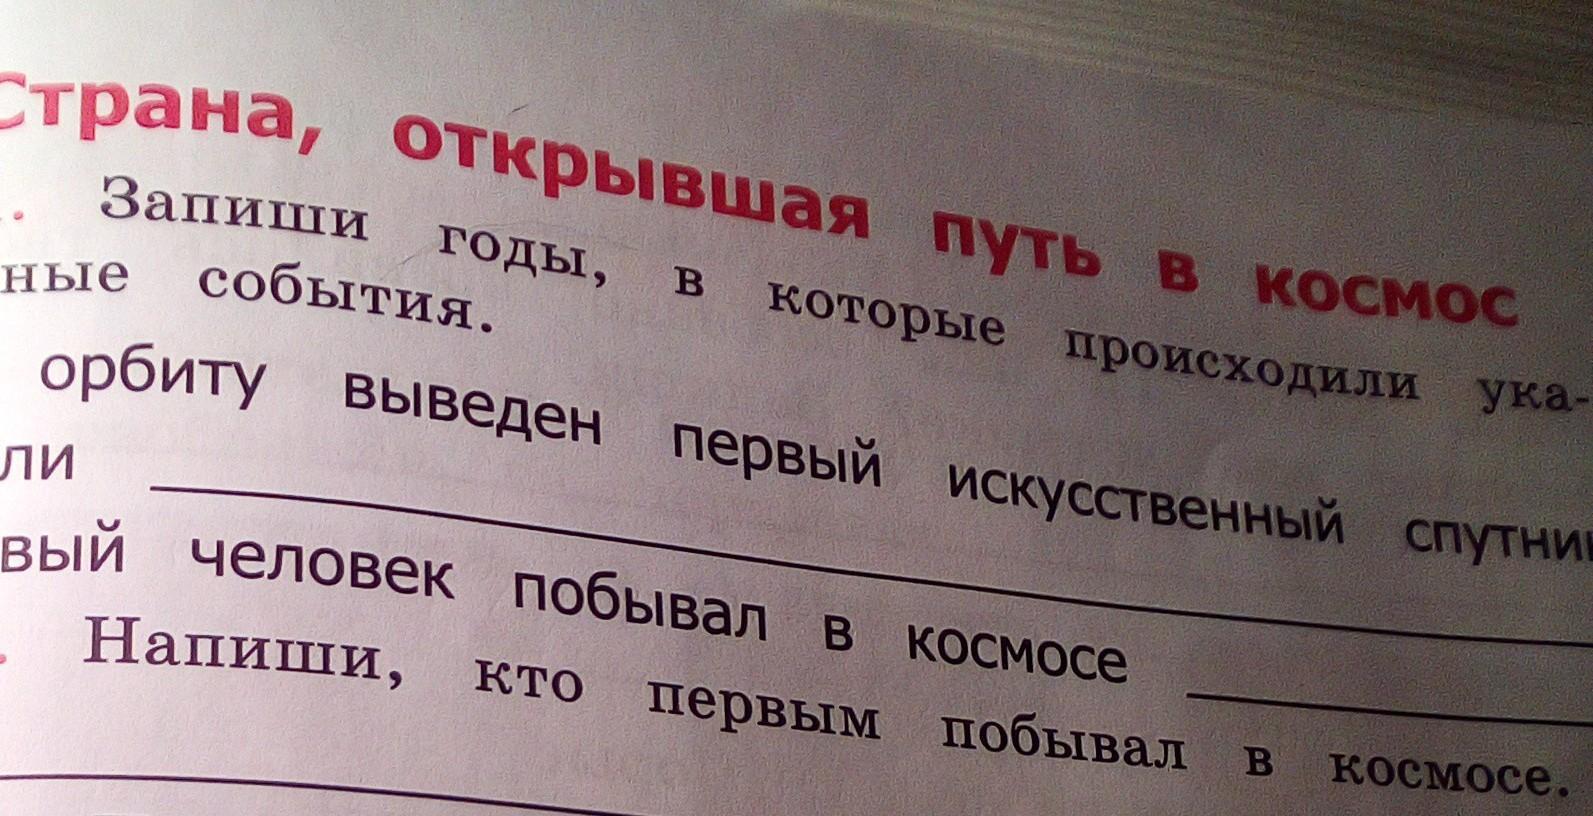 Страна, открывшая путь в космос
. Запиши годы, в которые происходили ука-
ные события.
орбиту выведен первый искусственный спутник
ли
вый человек побывал в космосе
. Напиши, кто первым побывал в космосе.